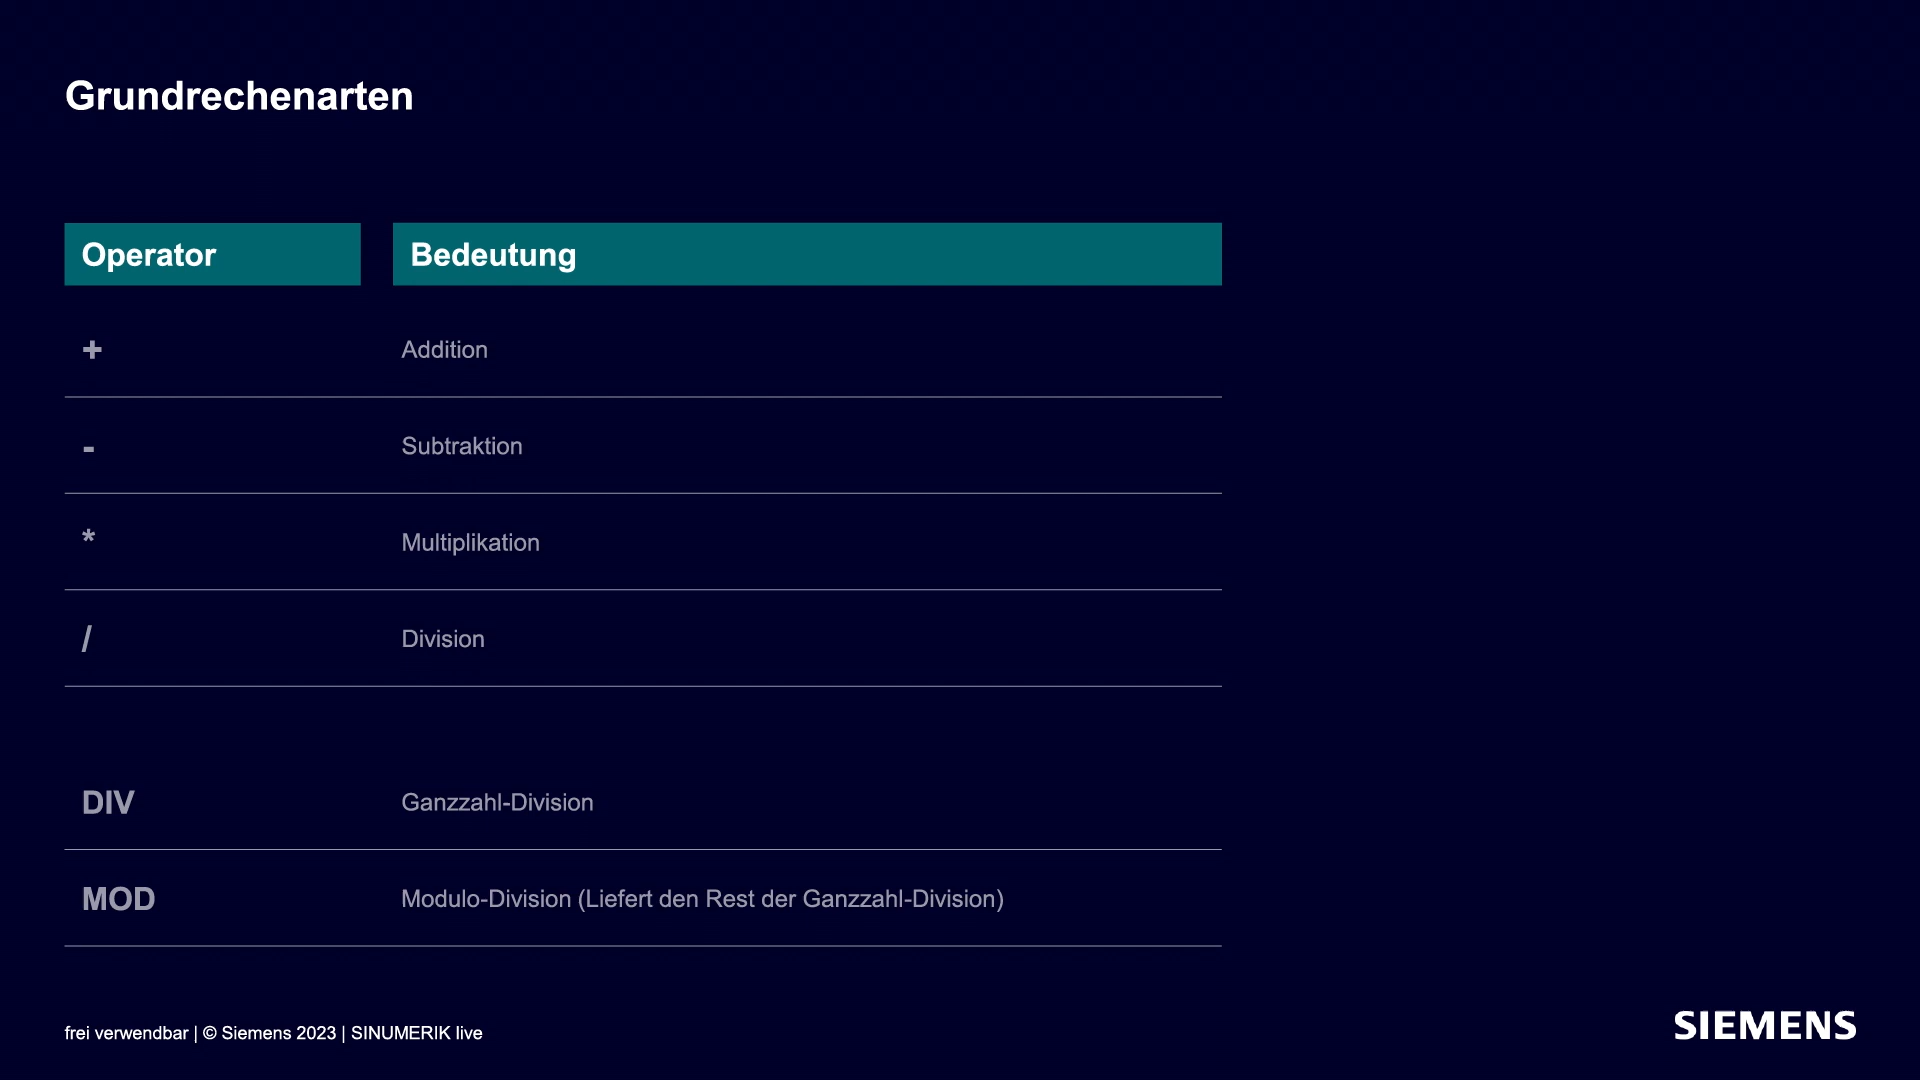 Grundrechenarten
Operator Bedeutung
+ Addition
- Subtraktion
* Multiplikation
/ Division
DIV Ganzzahl-Division
MOD Modulo-Division (Liefert den Rest der Ganzzahl-Division)
frei verwendbar | © Siemens 2023 | SINUMERIK live
SIEMENS